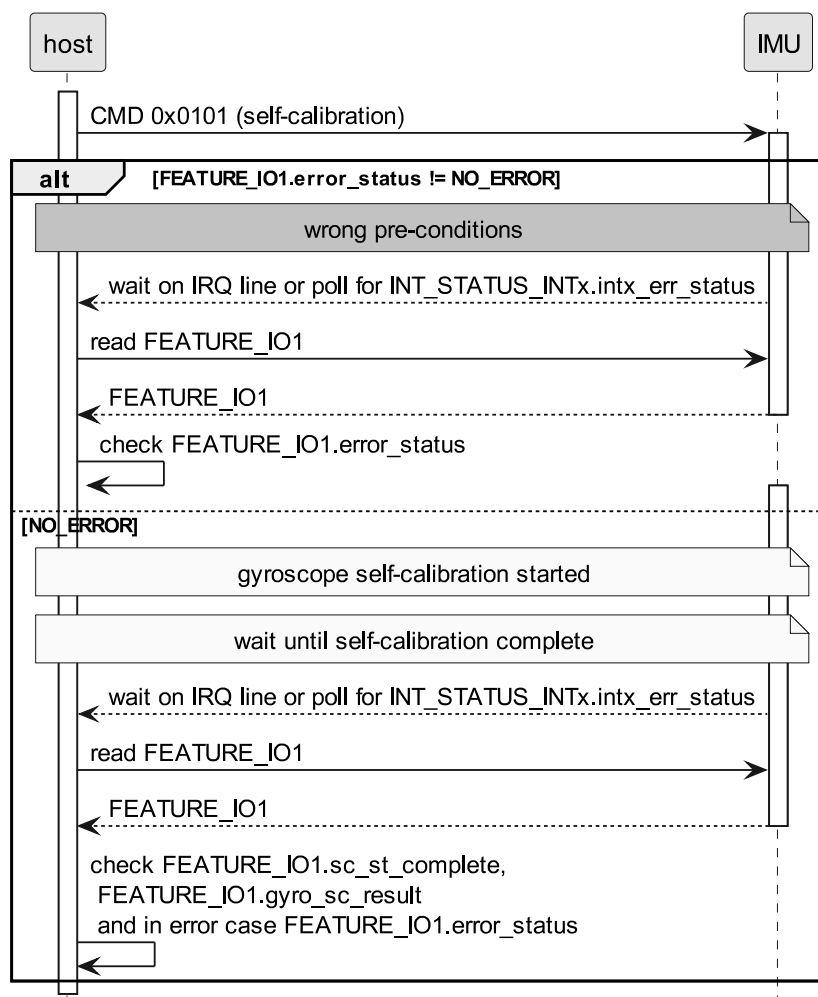 host
IMU
CMD 0x0101 (self-calibration)
alt
[FEATURE_IO1.error_status != NO_ERROR]
wrong pre-conditions
wait on IRQ line or poll for INT_STATUS_INTx.intx_err_status
read FEATURE_IO1
FEATURE_IO1
check FEATURE_IO1.error_status
[NO_ERROR]
gyroscope self-calibration started
wait until self-calibration complete
wait on IRQ line or poll for INT_STATUS_INTx.intx_err_status
read FEATURE_IO1
FEATURE_IO1
check FEATURE_IO1.sc_st_complete,
FEATURE_IO1.gyro_sc_result
and in error case FEATURE_IO1.error_status